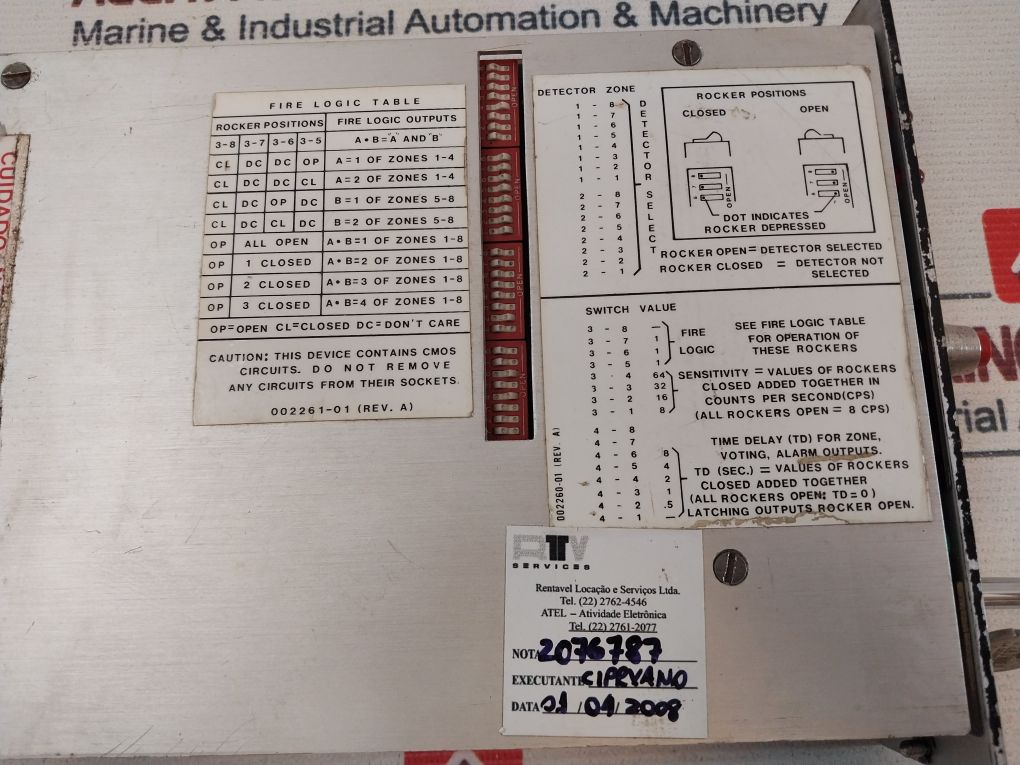 Marine & Industrial Automation & Machinery
FIRE LOGIC TABLE
ROCKER POSITIONS FIRE LOGIC OUTPUTS
3-8 3-7 3-6 3-5 A•B="A" AND "B"
CL DC DC OP A=1 OF ZONES 1-4
CL DC DC CL A=2 OF ZONES 1-4
CL DC OP DC B=1 OF ZONES 5-8
CL DC CL DC B=2 OF ZONES 5-8
OP ALL OPEN A•B=1 OF ZONES 1-8
OP 1 CLOSED A•B=2 OF ZONES 1-8
OP 2 CLOSED A•B=3 OF ZONES 1-8
OP 3 CLOSED A•B=4 OF ZONES 1-8
OP=OPEN CL=CLOSED DC=DON'T CARE
CAUTION: THIS DEVICE CONTAINS CMOS
CIRCUITS. DO NOT REMOVE
ANY CIRCUITS FROM THEIR SOCKETS.
002261-01 (REV. A)
CUIDADO
OPEN
OPEN
OPEN
OPEN
DETECTOR ZONE
1 - 8
1 - 7
1 - 6
1 - 5
1 - 4
1 - 3
1 - 2
1 - 1
2 - 8
2 - 7
2 - 6
2 - 5
2 - 4
2 - 3
2 - 2
2 - 1
DETECTOR SELECT
ROCKER POSITIONS
CLOSED OPEN
OPEN OPEN
DOT INDICATES
ROCKER DEPRESSED
ROCKER OPEN= DETECTOR SELECTED
ROCKER CLOSED = DETECTOR NOT
SELECTED
SWITCH VALUE
3 - 8 —
3 - 7 1
3 - 6 1
3 - 5 1
FIRE
LOGIC
SEE FIRE LOGIC TABLE
FOR OPERATION OF
THESE ROCKERS
3 - 4 64
3 - 3 32
3 - 2 16
3 - 1 8
SENSITIVITY = VALUES OF ROCKERS
CLOSED ADDED TOGETHER IN
COUNTS PER SECOND(CPS)
(ALL ROCKERS OPEN = 8 CPS)
4 - 8
4 - 7
4 - 6 8
4 - 5 4
4 - 4 2
4 - 3 1
4 - 2 .5
4 - 1 —
TIME DELAY (TD) FOR ZONE,
VOTING, ALARM OUTPUTS.
TD (SEC.) = VALUES OF ROCKERS
CLOSED ADDED TOGETHER
(ALL ROCKERS OPEN: TD=0)
LATCHING OUTPUTS ROCKER OPEN.
002260-01 (REV. A)
RTV
SERVICES
Rentavel Locação e Serviços Ltda.
Tel. (22) 2762-4546
ATEL – Atividade Eletrônica
Tel. (22) 2761-2077
NOTA 2076787
EXECUTANTE CIPRYANO
DATA 01 / 09 / 2008